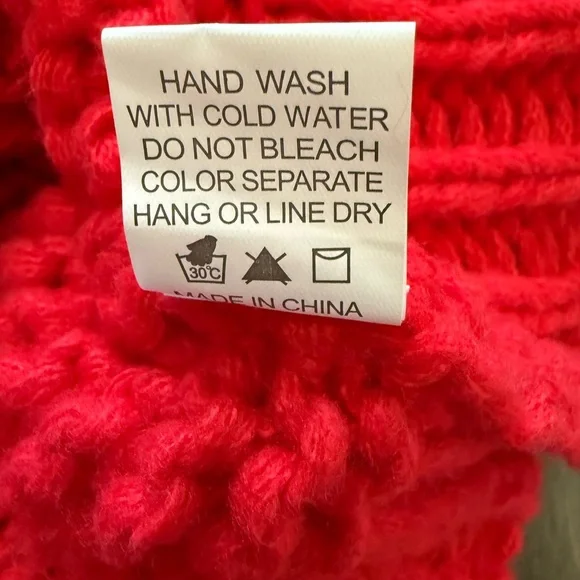 HAND WASH
WITH COLD WATER
DO NOT BLEACH
COLOR SEPARATE
HANG OR LINE DRY
30°C
MADE IN CHINA